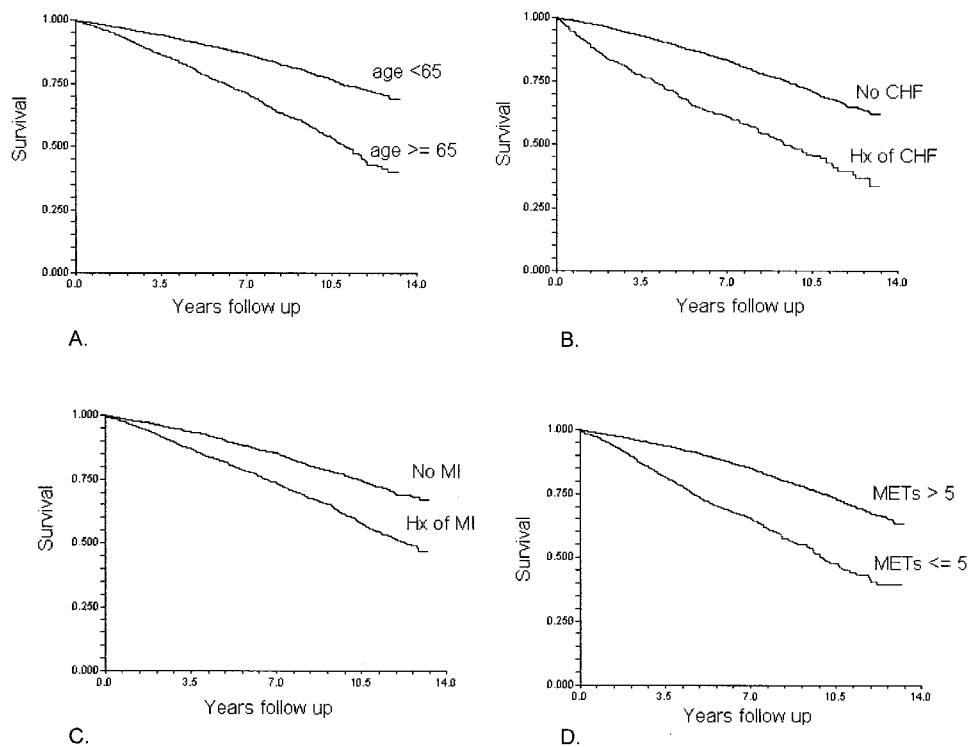 1.000
0.750
0.500
0.250
0.000
Survival
age <65
age >= 65
0.0 3.5 7.0 10.5 14.0
Years follow up
A.
1.000
0.750
0.500
0.250
0.000
Survival
No CHF
Hx of CHF
0.0 3.5 7.0 10.5 14.0
Years follow up
B.
1.000
0.750
0.500
0.250
0.000
Survival
No MI
Hx of MI
0.0 3.5 7.0 10.5 14.0
Years follow up
C.
1.000
0.750
0.500
0.250
0.000
Survival
METs > 5
METs <= 5
0.0 3.5 7.0 10.5 14.0
Years follow up
D.